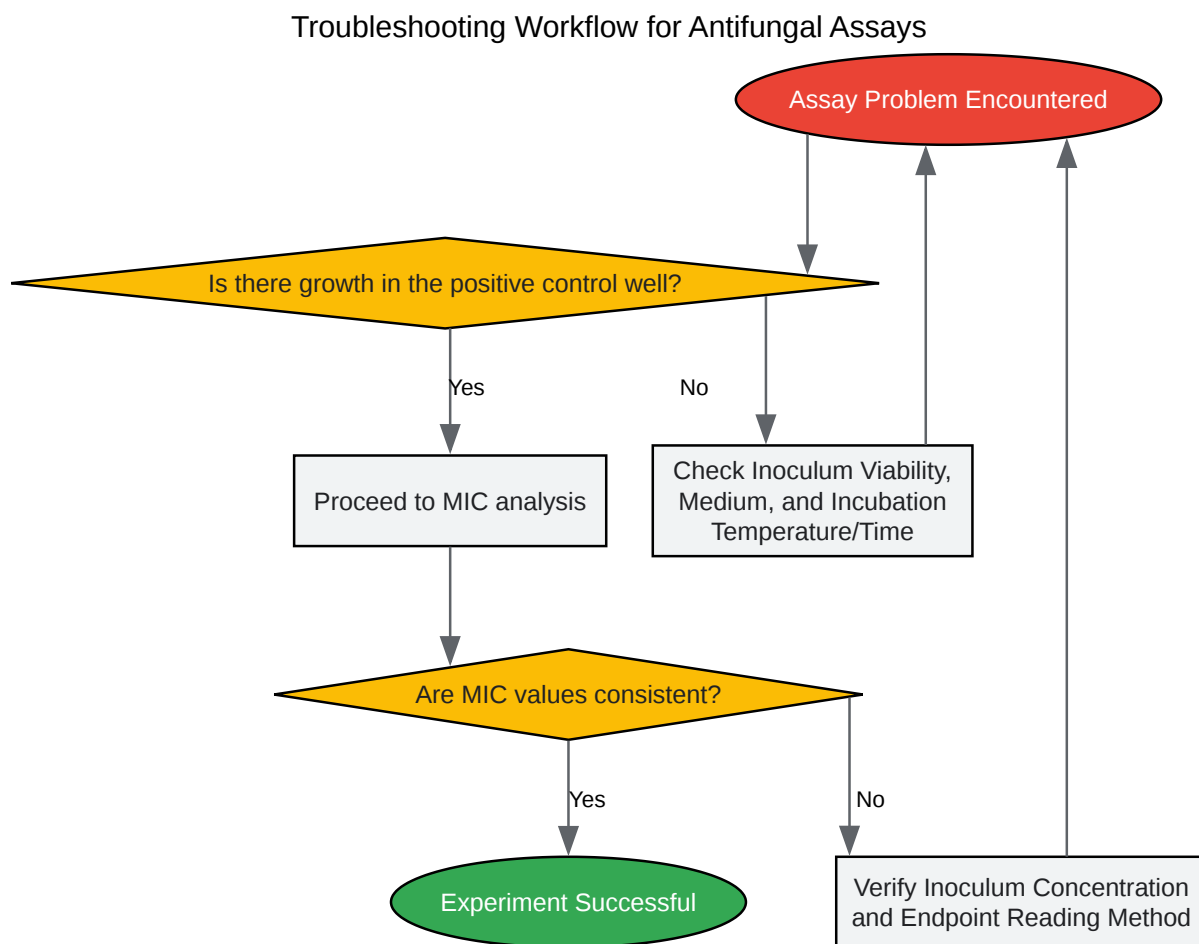 Troubleshooting Workflow for Antifungal Assays
Assay Problem Encountered
Is there growth in the positive control well?
Yes
No
Proceed to MIC analysis
Check Inoculum Viability,
Medium, and Incubation
Temperature/Time
Are MIC values consistent?
Yes
No
Experiment Successful
Verify Inoculum Concentration
and Endpoint Reading Method